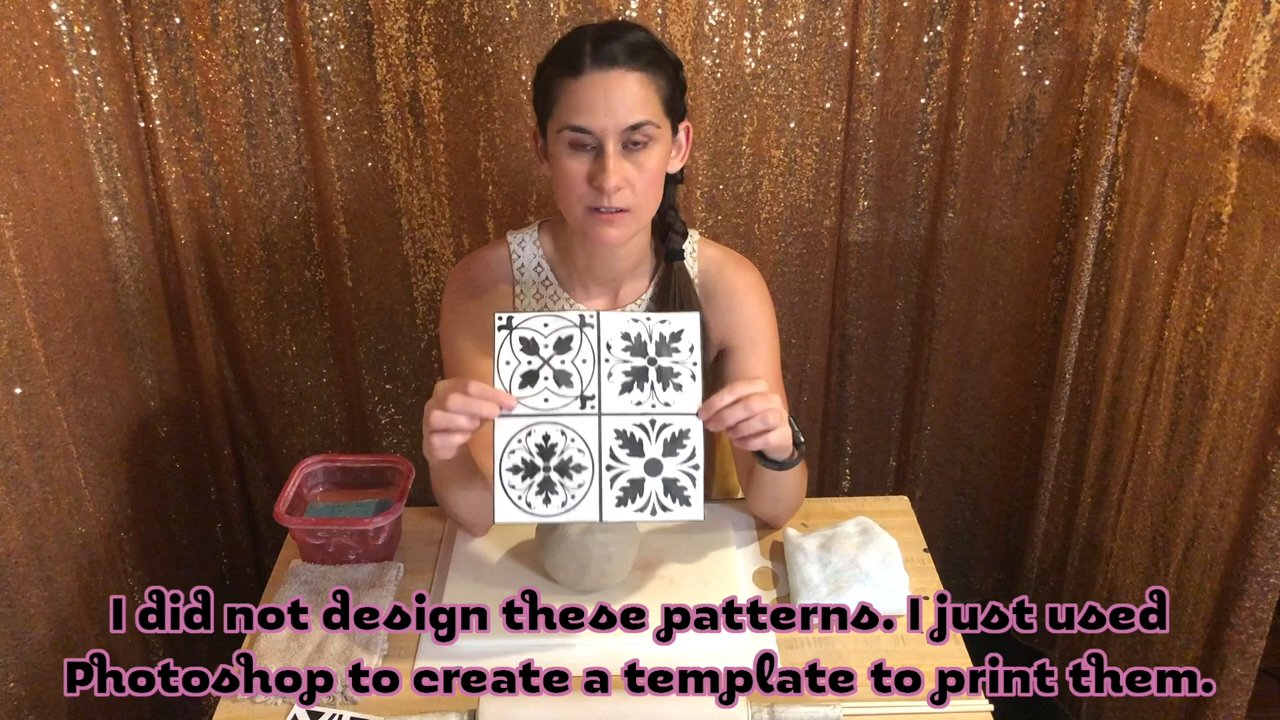 I did not design these patterns. I just used
Photoshop to create a template to print them.